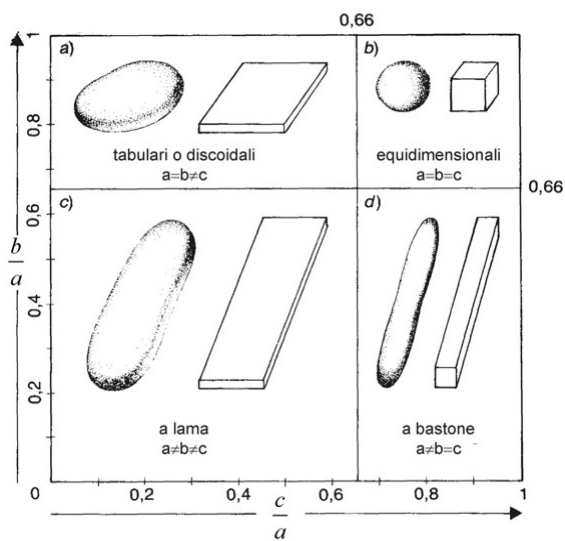 0,66
1
a)
b)
0,8
tabulari o discoidali
a=b≠c
equidimensionali
a=b=c
0,66
0,6
c)
d)
b
a
0,4
0,2
a lama
a≠b≠c
a bastone
a≠b=c
0
0,2
0,4
0,6
0,8
1
c
a